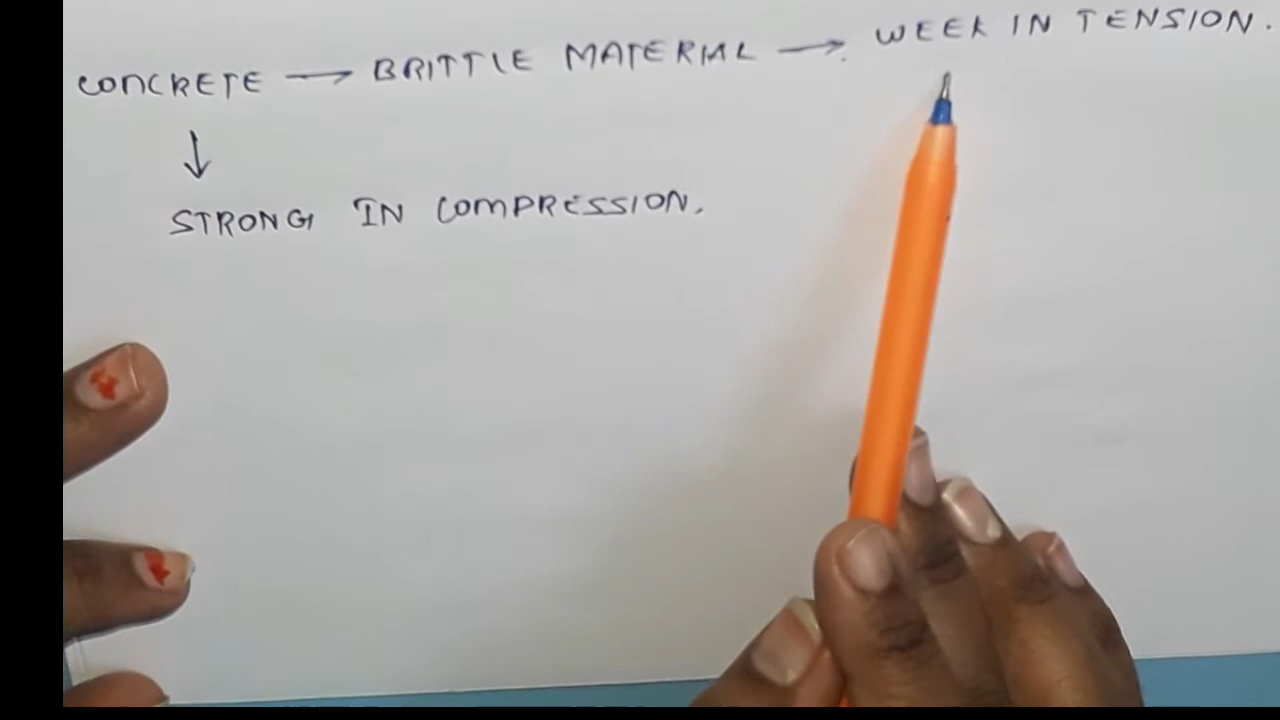 CONCRETE → BRITTLE MATERIAL → WEEK IN TENSION.
↓
STRONG IN COMPRESSION.